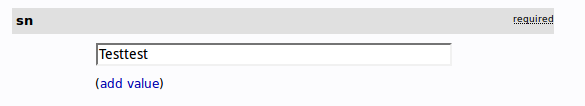 sn required
Testtest
(add value)